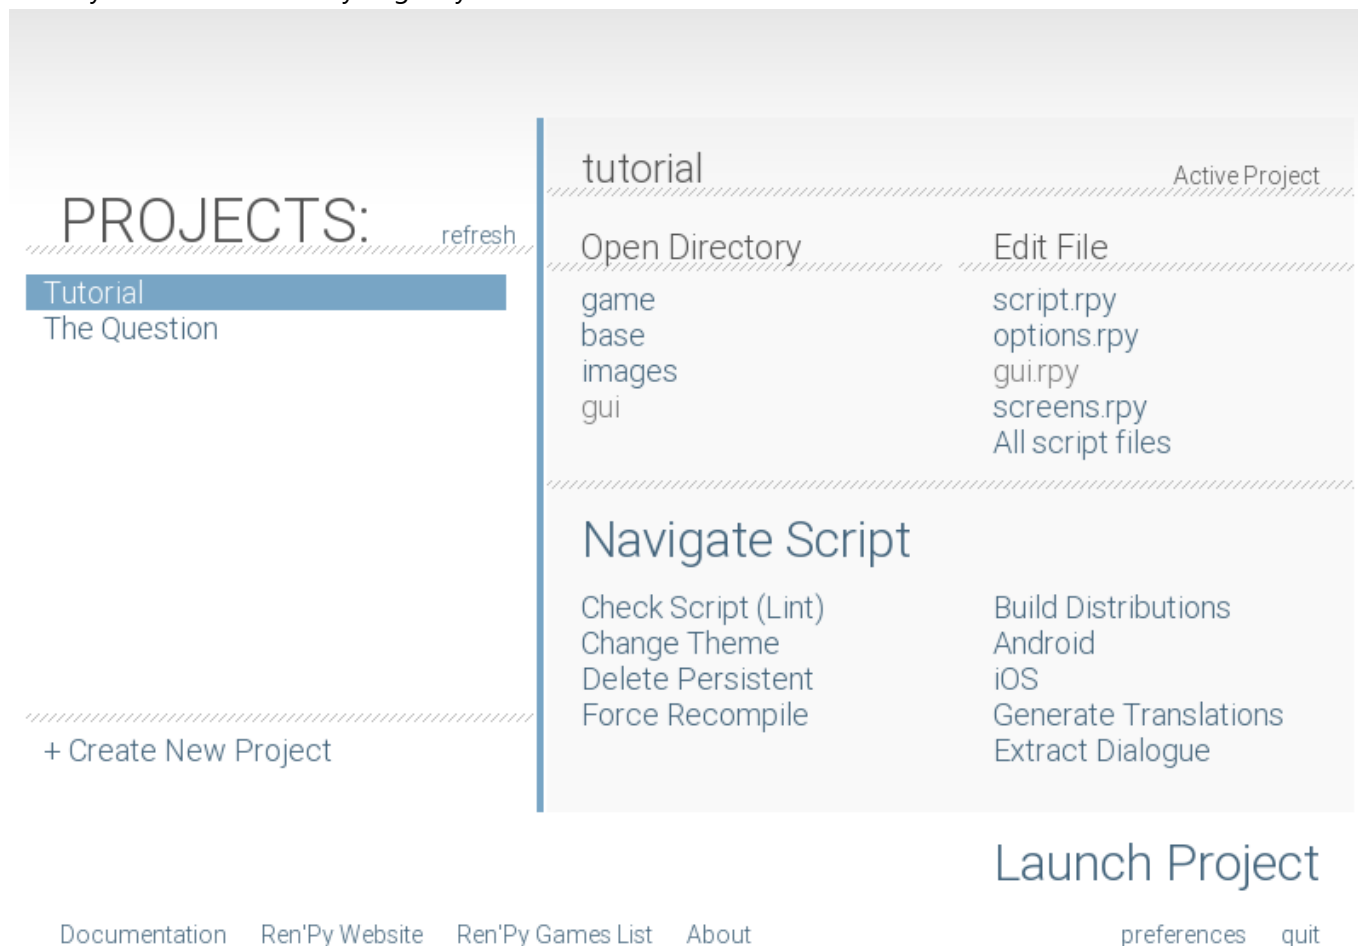 PROJECTS: refresh
Tutorial
The Question
+ Create New Project
tutorial Active Project
Open Directory
game
base
images
gui
Edit File
script.rpy
options.rpy
gui.rpy
screens.rpy
All script files
Navigate Script
Check Script (Lint)
Change Theme
Delete Persistent
Force Recompile
Build Distributions
Android
iOS
Generate Translations
Extract Dialogue
Launch Project
Documentation Ren'Py Website Ren'Py Games List About preferences quit